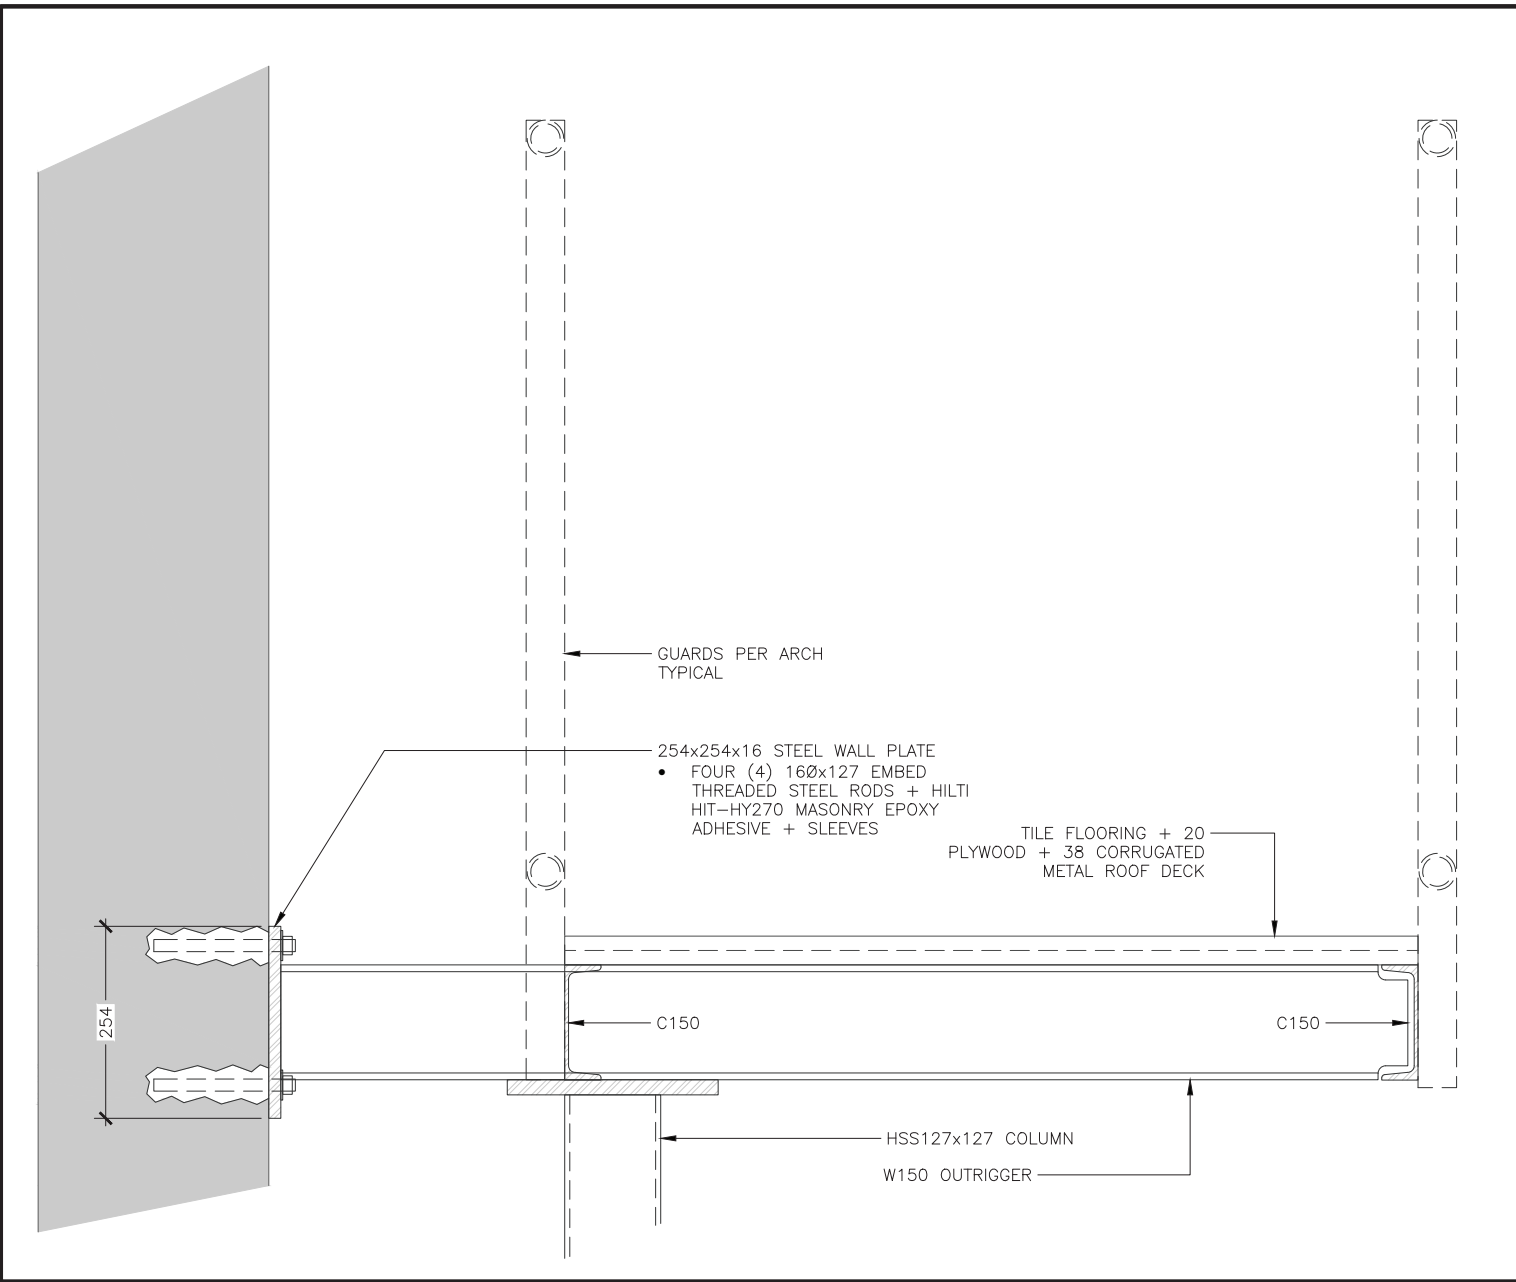 GUARDS PER ARCH
TYPICAL
254x254x16 STEEL WALL PLATE
• FOUR (4) 16Øx127 EMBED
THREADED STEEL RODS + HILTI
HIT-HY270 MASONRY EPOXY
ADHESIVE + SLEEVES
TILE FLOORING + 20
PLYWOOD + 38 CORRUGATED
METAL ROOF DECK
254
C150
C150
HSS127x127 COLUMN
W150 OUTRIGGER